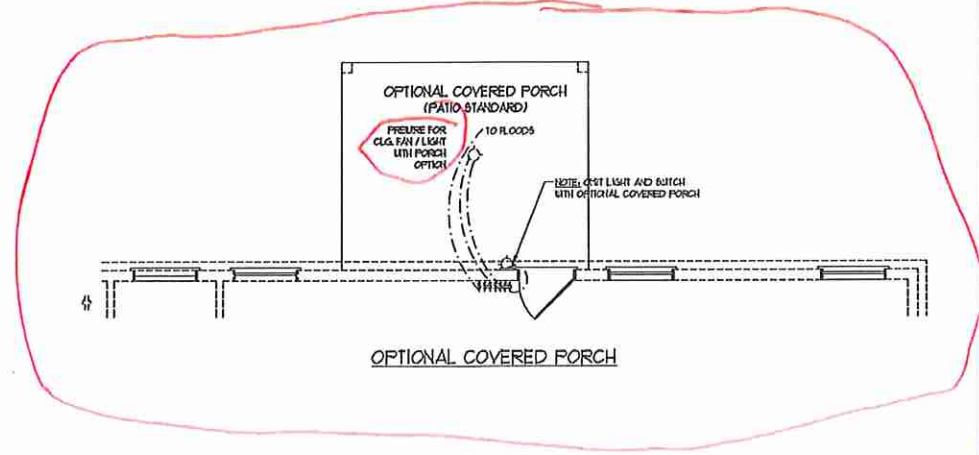 OPTIONAL COVERED PORCH
(PATIO STANDARD)
PREWIRE FOR
CLG. FAN / LIGHT
WITH PORCH
OPTION
TO FLOODS
NOTE: OMIT LIGHT AND SWITCH
WITH OPTIONAL COVERED PORCH
OPTIONAL COVERED PORCH